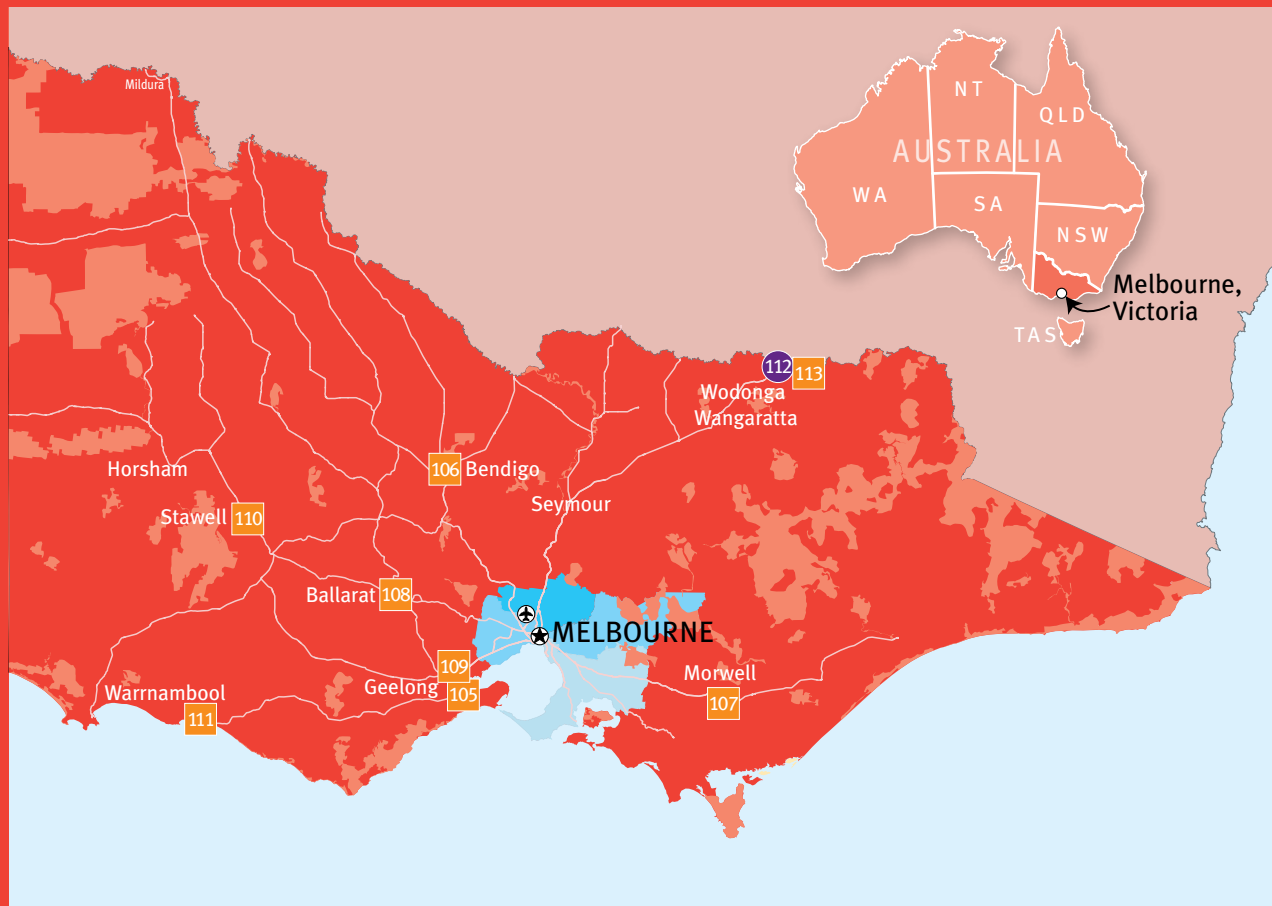 Mildura
NT
QLD
AUSTRALIA
WA
SA
NSW
Melbourne,
Victoria
TAS
112
113
Wodonga
Wangaratta
Horsham
106 Bendigo
Seymour
Stawell 110
Ballarat 108
MELBOURNE
109
Geelong
105
Morwell
107
Warrnambool
111